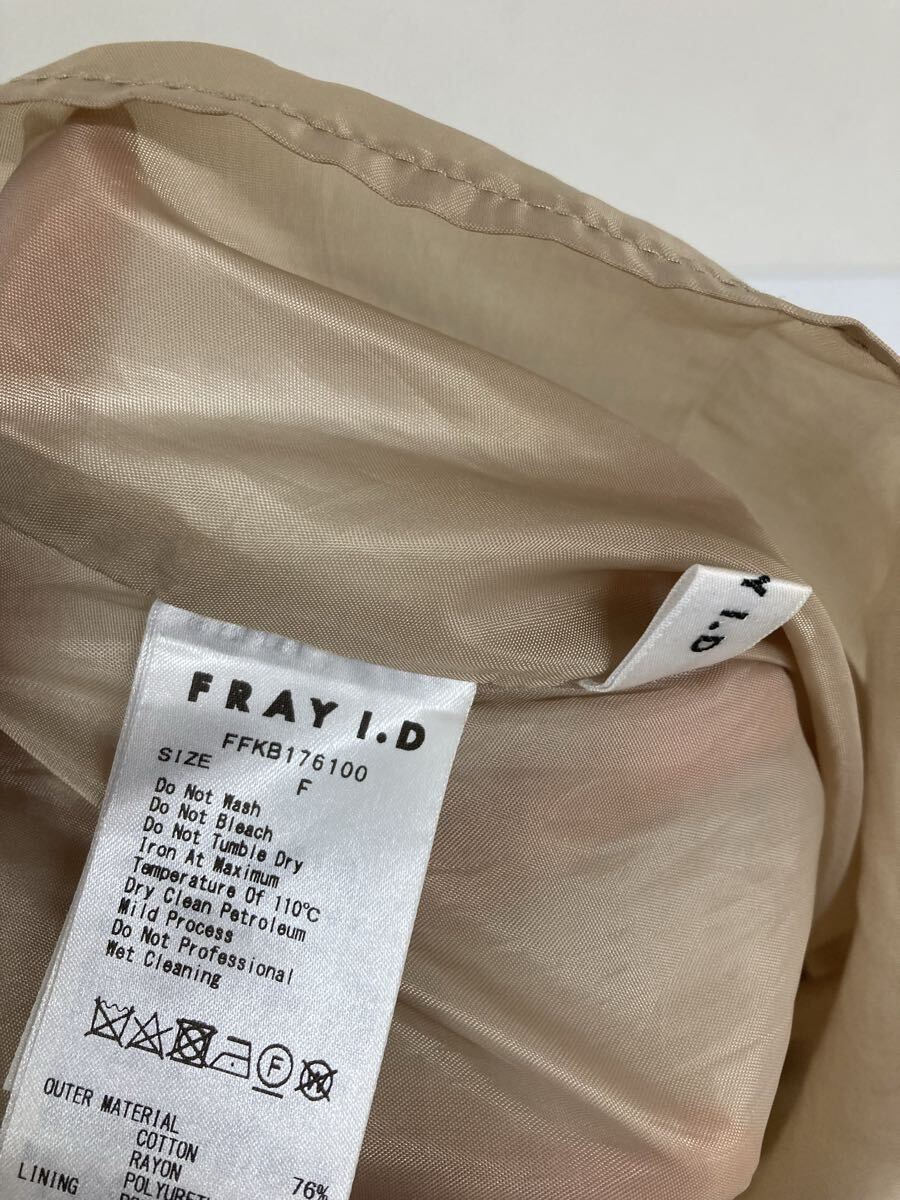 Y I.D
FRAY I.D
FFKB176100
SIZE F
Do Not Wash
Do Not Bleach
Do Not Tumble Dry
Iron At Maximum
Temperature Of 110℃
Dry Clean Petroleum
Mild Process
Do Not Professional
Wet Cleaning
F W
OUTER MATERIAL
COTTON 76%
RAYON
POLYURET
LINING